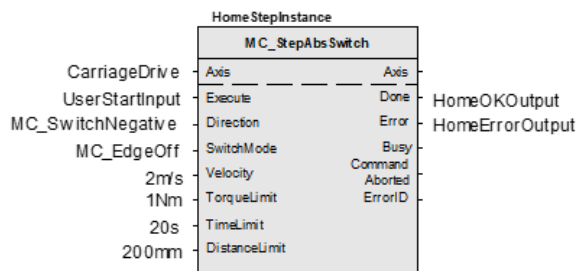 HomeStepInstance
MC_StepAbsSwitch
CarriageDrive Axis Axis
UserStartInput Execute Done HomeOKOutput
MC_SwitchNegative Direction Error HomeErrorOutput
MC_EdgeOff SwitchMode Busy
2m/s Velocity Command
Aborted
1Nm TorqueLimit ErrorID
20s TimeLimit
200mm DistanceLimit